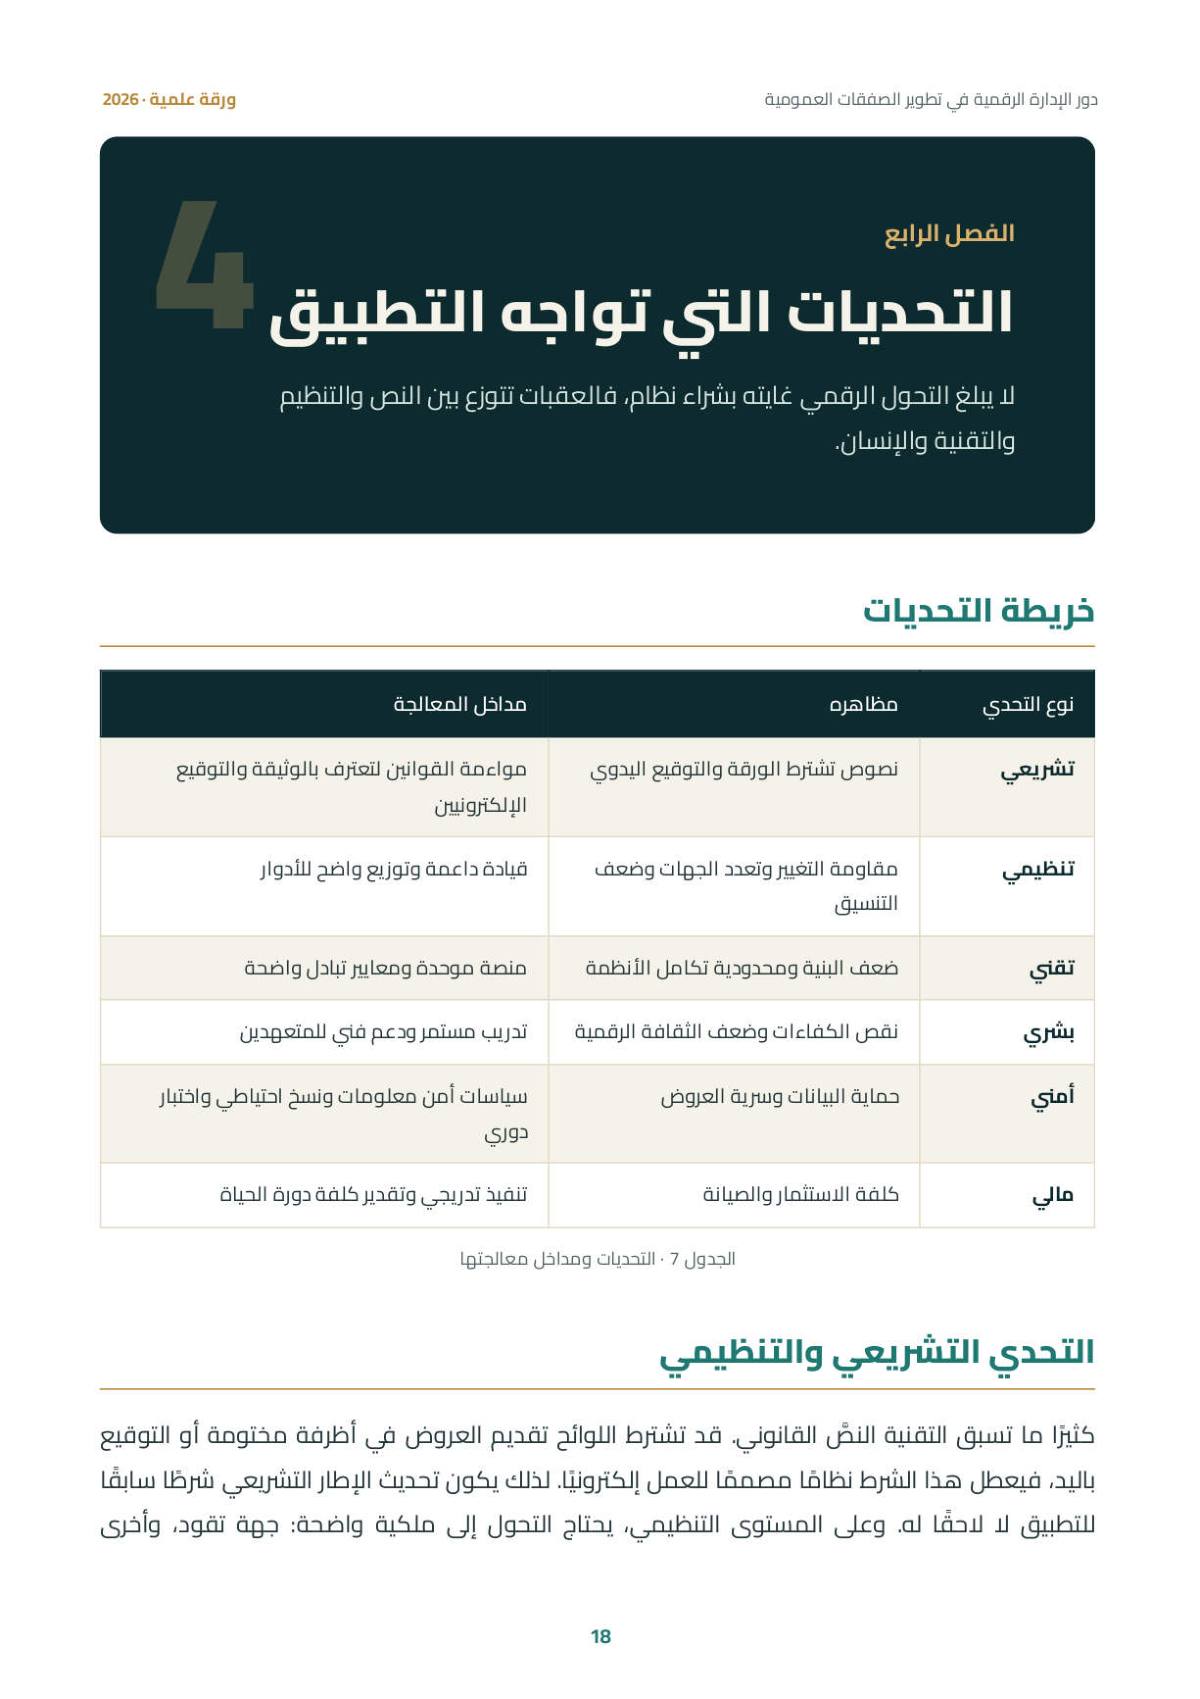 دور الإدارة الرقمية في تطوير الصفقات العمومية
ورقة علمية · 2026
4
الفصل الرابع
التحديات التي تواجه التطبيق
لا يبلغ التحول الرقمي غايته بشراء نظام، فالعقبات تتوزع بين النص والتنظيم
والتقنية والإنسان.
خريطة التحديات
نوع التحدي	مظاهره	مداخل المعالجة
تشريعي	نصوص تشترط الورقة والتوقيع اليدوي	مواءمة القوانين لتعترف بالوثيقة والتوقيع
الإلكترونيين
تنظيمي	مقاومة التغيير وتعدد الجهات وضعف	قيادة داعمة وتوزيع واضح للأدوار
التنسيق
تقني	ضعف البنية ومحدودية تكامل الأنظمة	منصة موحدة ومعايير تبادل واضحة
بشري	نقص الكفاءات وضعف الثقافة الرقمية	تدريب مستمر ودعم فني للمتعهدين
أمني	حماية البيانات وسرية العروض	سياسات أمن معلومات ونسخ احتياطي واختبار
دوري
مالي	كلفة الاستثمار والصيانة	تنفيذ تدريجي وتقدير كلفة دورة الحياة
الجدول 7 · التحديات ومداخل معالجتها
التحدي التشريعي والتنظيمي
كثيرًا ما تسبق التقنية النصَّ القانوني. قد تشترط اللوائح تقديم العروض في أظرفة مختومة أو التوقيع
باليد، فيعطل هذا الشرط نظامًا مصممًا للعمل إلكترونيًا. لذلك يكون تحديث الإطار التشريعي شرطًا سابقًا
للتطبيق لا لاحقًا له. وعلى المستوى التنظيمي، يحتاج التحول إلى ملكية واضحة: جهة تقود، وأخرى
18